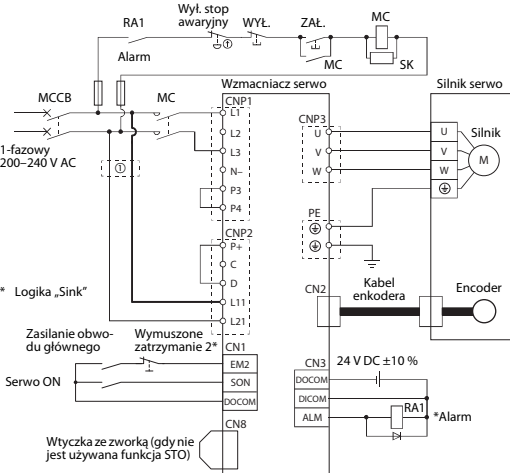 Wył. stop
awaryjny
WYŁ.
ZAŁ.
MC
RA1
①
Alarm
MC
SK
Wzmacniacz serwo
Silnik serwo
MCCB
MC
CNP1
L1
L2
L3
N–
P3
P4
CNP3
U
V
W
U
V
W
Silnik
M
1-fazowy
200–240 V AC
①
PE
CNP2
P+
C
D
L11
L21
* Logika „Sink”
CN2
Kabel
enkodera
Encoder
Zasilanie obwo-
du głównego
Wymuszone
zatrzymanie 2*
CN1
EM2
SON
DOCOM
Serwo ON
CN3
24 V DC ±10 %
DOCOM
DICOM
ALM
RA1
*Alarm
CN8
Wtyczka ze zworką (gdy nie
jest używana funkcja STO)